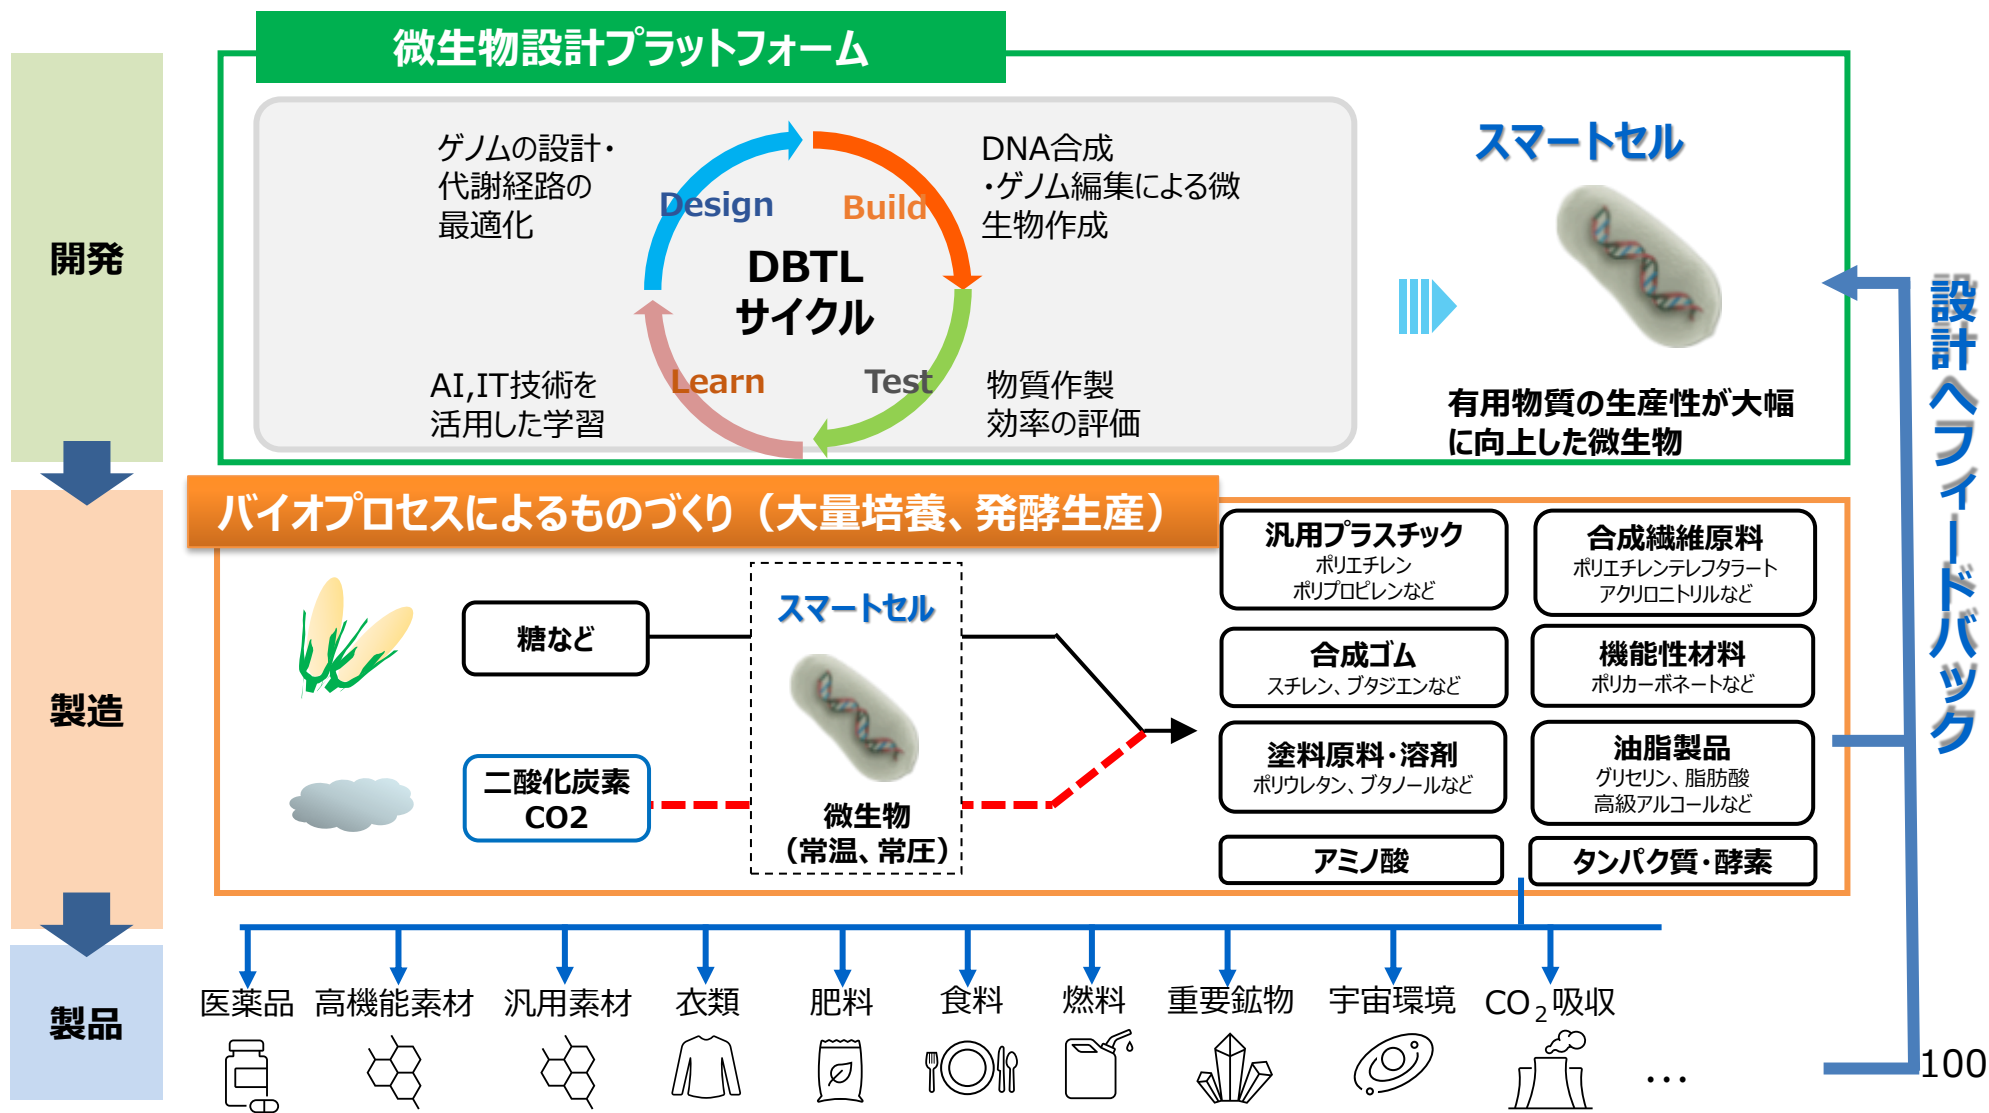 微生物設計プラットフォーム
開発
ゲノムの設計・
代謝経路の
最適化
DNA合成
・ゲノム編集による微
生物作成
Design
Build
DBTL
サイクル
Learn
Test
AI,IT技術を
活用した学習
物質作製
効率の評価
スマートセル
有用物質の生産性が大幅
に向上した微生物
設計へフィードバック
バイオプロセスによるものづくり（大量培養、発酵生産）
製造
糖など
二酸化炭素
CO2
スマートセル
微生物
（常温、常圧）
汎用プラスチック
ポリエチレン
ポリプロピレンなど
合成繊維原料
ポリエチレンテレフタラート
アクリロニトリルなど
合成ゴム
スチレン、ブタジエンなど
機能性材料
ポリカーボネートなど
塗料原料・溶剤
ポリウレタン、ブタノールなど
油脂製品
グリセリン、脂肪酸
高級アルコールなど
アミノ酸
タンパク質・酵素
製品
医薬品
高機能素材
汎用素材
衣類
肥料
食料
燃料
重要鉱物
宇宙環境
CO₂吸収
…
100